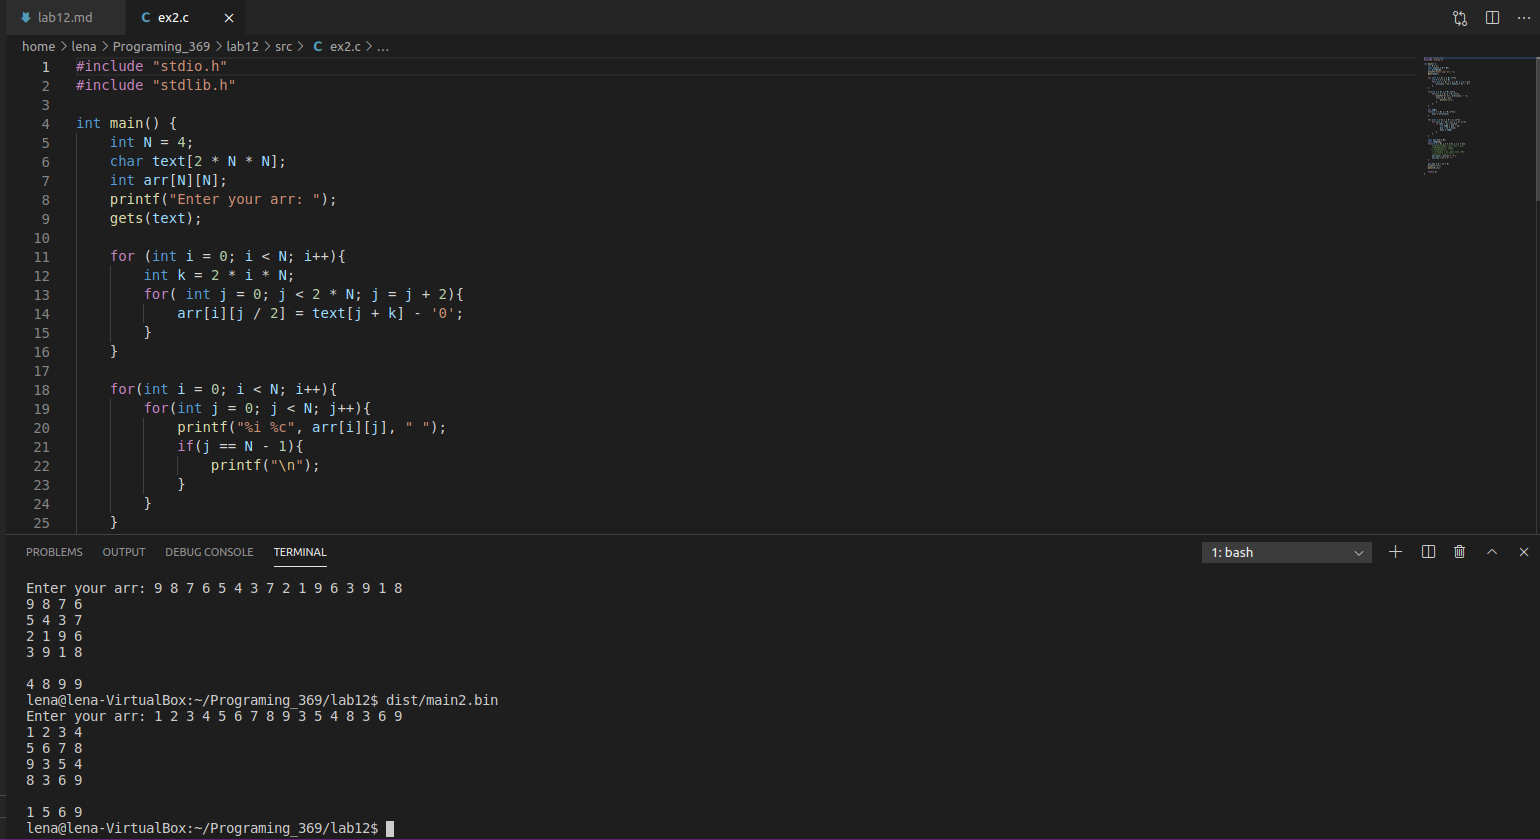 lab12.md
C ex2.c ×
home > lena > Programing_369 > lab12 > src > C ex2.c > ...
1 #include "stdio.h"
2 #include "stdlib.h"
3
4 int main() {
5 int N = 4;
6 char text[2 * N * N];
7 int arr[N][N];
8 printf("Enter your arr: ");
9 gets(text);
10
11 for (int i = 0; i < N; i++){
12 int k = 2 * i * N;
13 for( int j = 0; j < 2 * N; j = j + 2){
14 arr[i][j / 2] = text[j + k] - '0';
15 }
16 }
17
18 for(int i = 0; i < N; i++){
19 for(int j = 0; j < N; j++){
20 printf("%i %c", arr[i][j], " ");
21 if(j == N - 1){
22 printf("\n");
23 }
24 }
25 }
PROBLEMS OUTPUT DEBUG CONSOLE TERMINAL
1: bash
Enter your arr: 9 8 7 6 5 4 3 7 2 1 9 6 3 9 1 8
9 8 7 6
5 4 3 7
2 1 9 6
3 9 1 8
4 8 9 9
lena@lena-VirtualBox:~/Programing_369/lab12$ dist/main2.bin
Enter your arr: 1 2 3 4 5 6 7 8 9 3 5 4 8 3 6 9
1 2 3 4
5 6 7 8
9 3 5 4
8 3 6 9
1 5 6 9
lena@lena-VirtualBox:~/Programing_369/lab12$